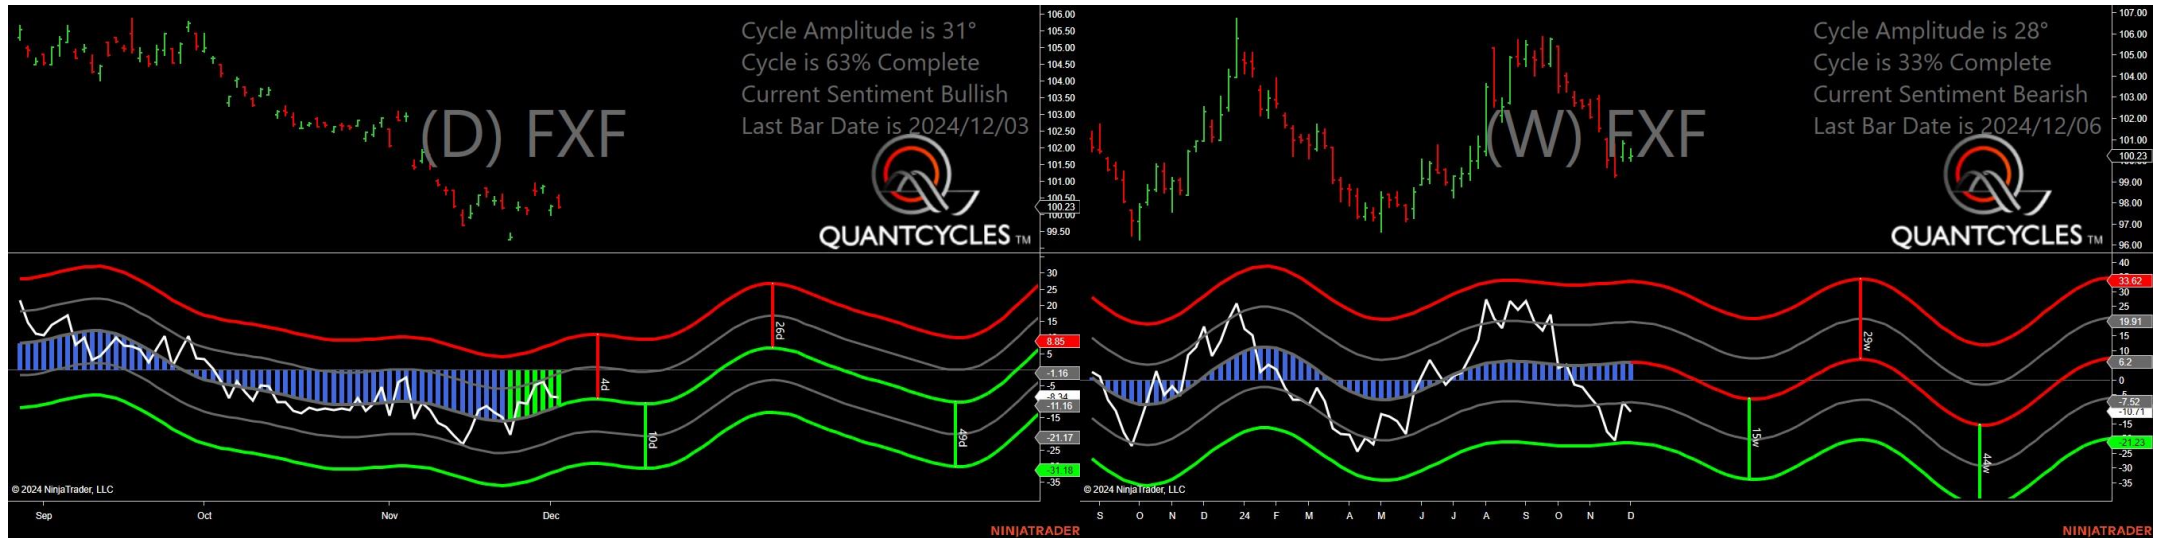 Cycle Amplitude is 31°
Cycle is 63% Complete
Current Sentiment Bullish
Last Bar Date is 2024/12/03
(D) FXF
QUANTCYCLES TM
106.00
105.50
105.00
104.50
104.00
103.50
103.00
102.50
102.00
101.50
101.00
100.50
100.23
100.00
99.50
30
25
20
15
8.85
5
-1.16
-5
-8.34
-11.16
-15
-21.17
-25
-31.18
-35
4d
10d
26d
49d
© 2024 NinjaTrader, LLC
Sep Oct Nov Dec
NINJATRADER
Cycle Amplitude is 28°
Cycle is 33% Complete
Current Sentiment Bearish
Last Bar Date is 2024/12/06
(W) FXF
QUANTCYCLES TM
107.00
106.00
105.00
104.00
103.00
102.00
101.00
100.23
99.00
98.00
97.00
96.00
40
33.62
30
25
19.91
15
10
6.2
0
-7.52
-10.71
-15
-21.23
-25
-30
-35
15w
29w
44w
© 2024 NinjaTrader, LLC
S O N D 24 F M A M J J A S O N D
NINJATRADER